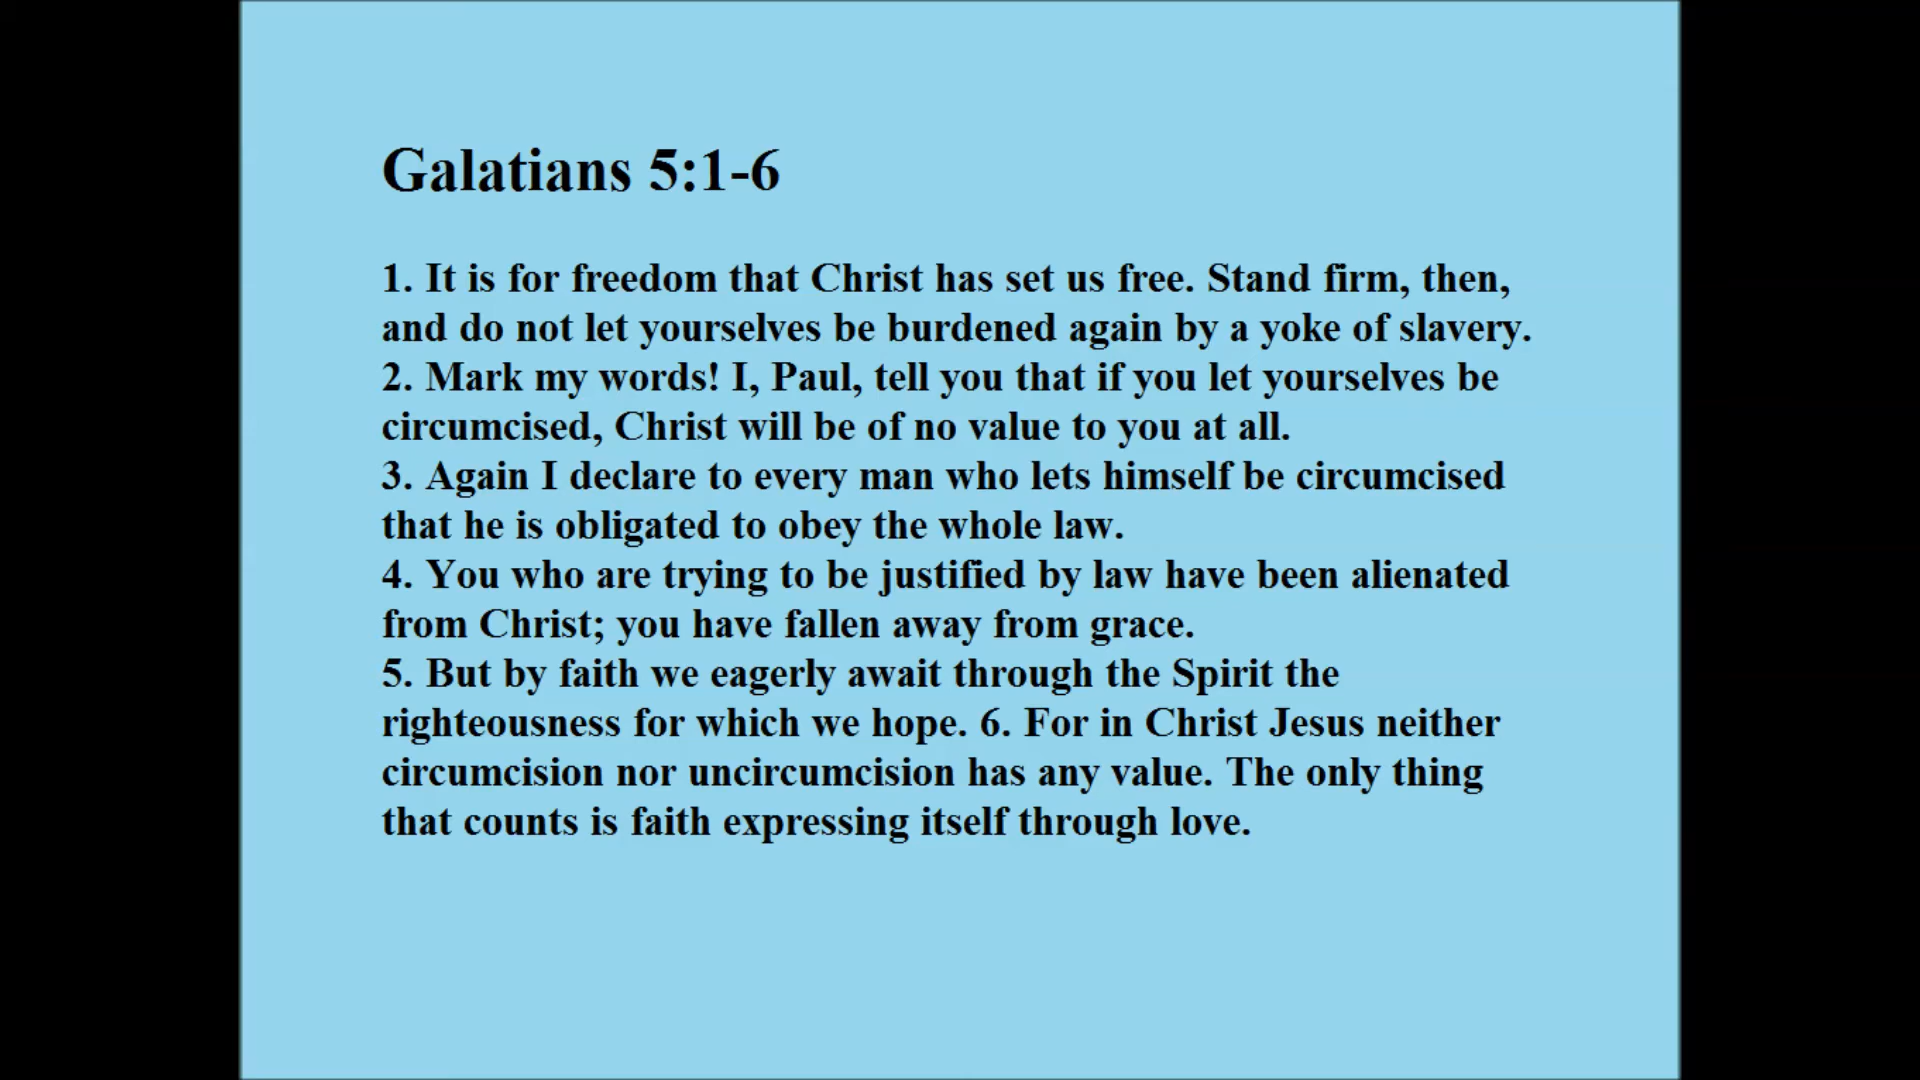 Galatians 5:1-6
1. It is for freedom that Christ has set us free. Stand firm, then,
and do not let yourselves be burdened again by a yoke of slavery.
2. Mark my words! I, Paul, tell you that if you let yourselves be
circumcised, Christ will be of no value to you at all.
3. Again I declare to every man who lets himself be circumcised
that he is obligated to obey the whole law.
4. You who are trying to be justified by law have been alienated
from Christ; you have fallen away from grace.
5. But by faith we eagerly await through the Spirit the
righteousness for which we hope. 6. For in Christ Jesus neither
circumcision nor uncircumcision has any value. The only thing
that counts is faith expressing itself through love.